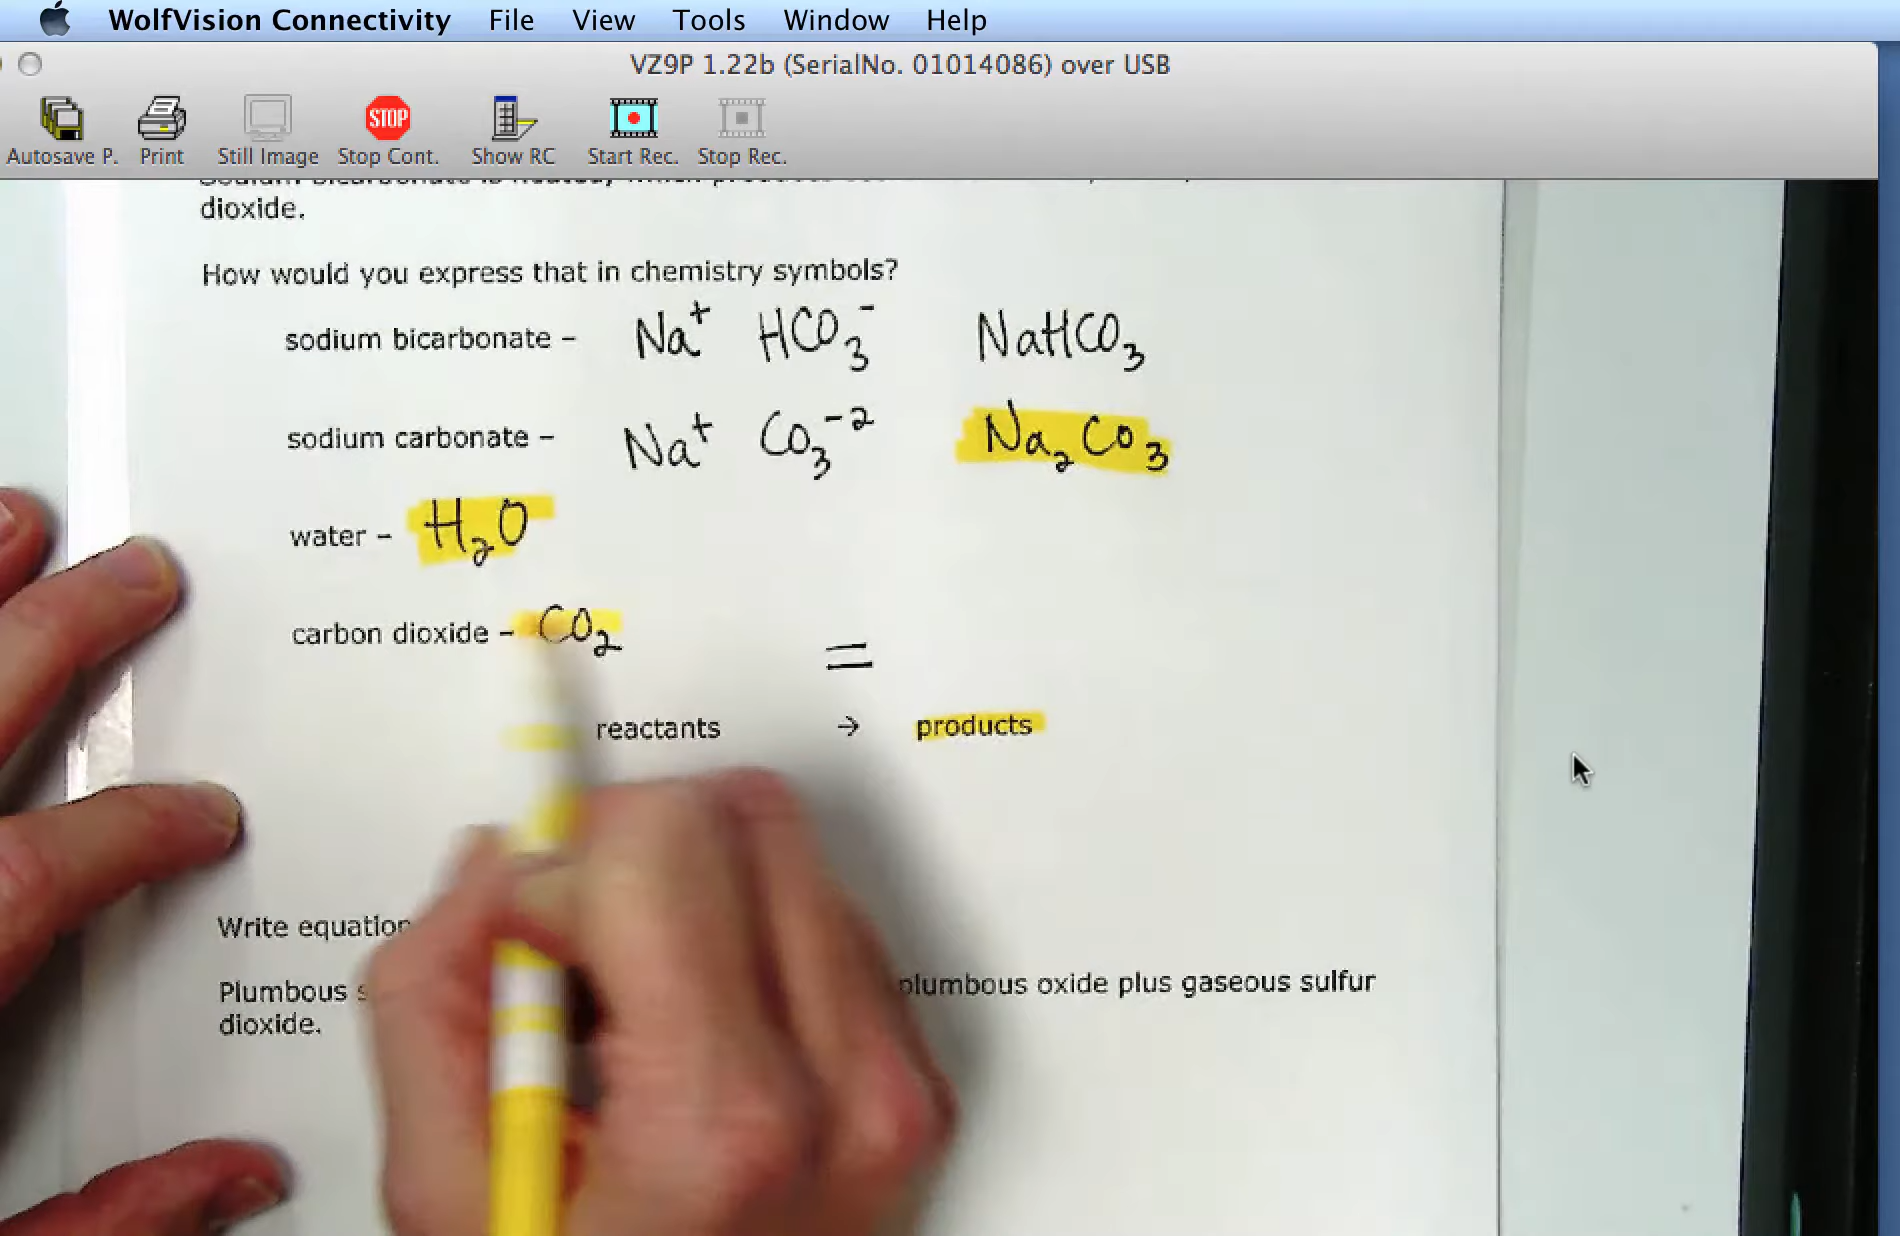 WolfVision Connectivity File View Tools Window Help
VZ9P 1.22b (SerialNo. 01014086) over USB
STOP
Autosave P. Print Still Image Stop Cont. Show RC Start Rec. Stop Rec.
dioxide.
How would you express that in chemistry symbols?
sodium bicarbonate – Na⁺ HCO₃⁻ NaHCO₃
sodium carbonate – Na⁺ CO₃⁻² Na₂CO₃
water – H₂O
carbon dioxide – CO₂
=
reactants → products
Write equation
Plumbous s plumbous oxide plus gaseous sulfur
dioxide.